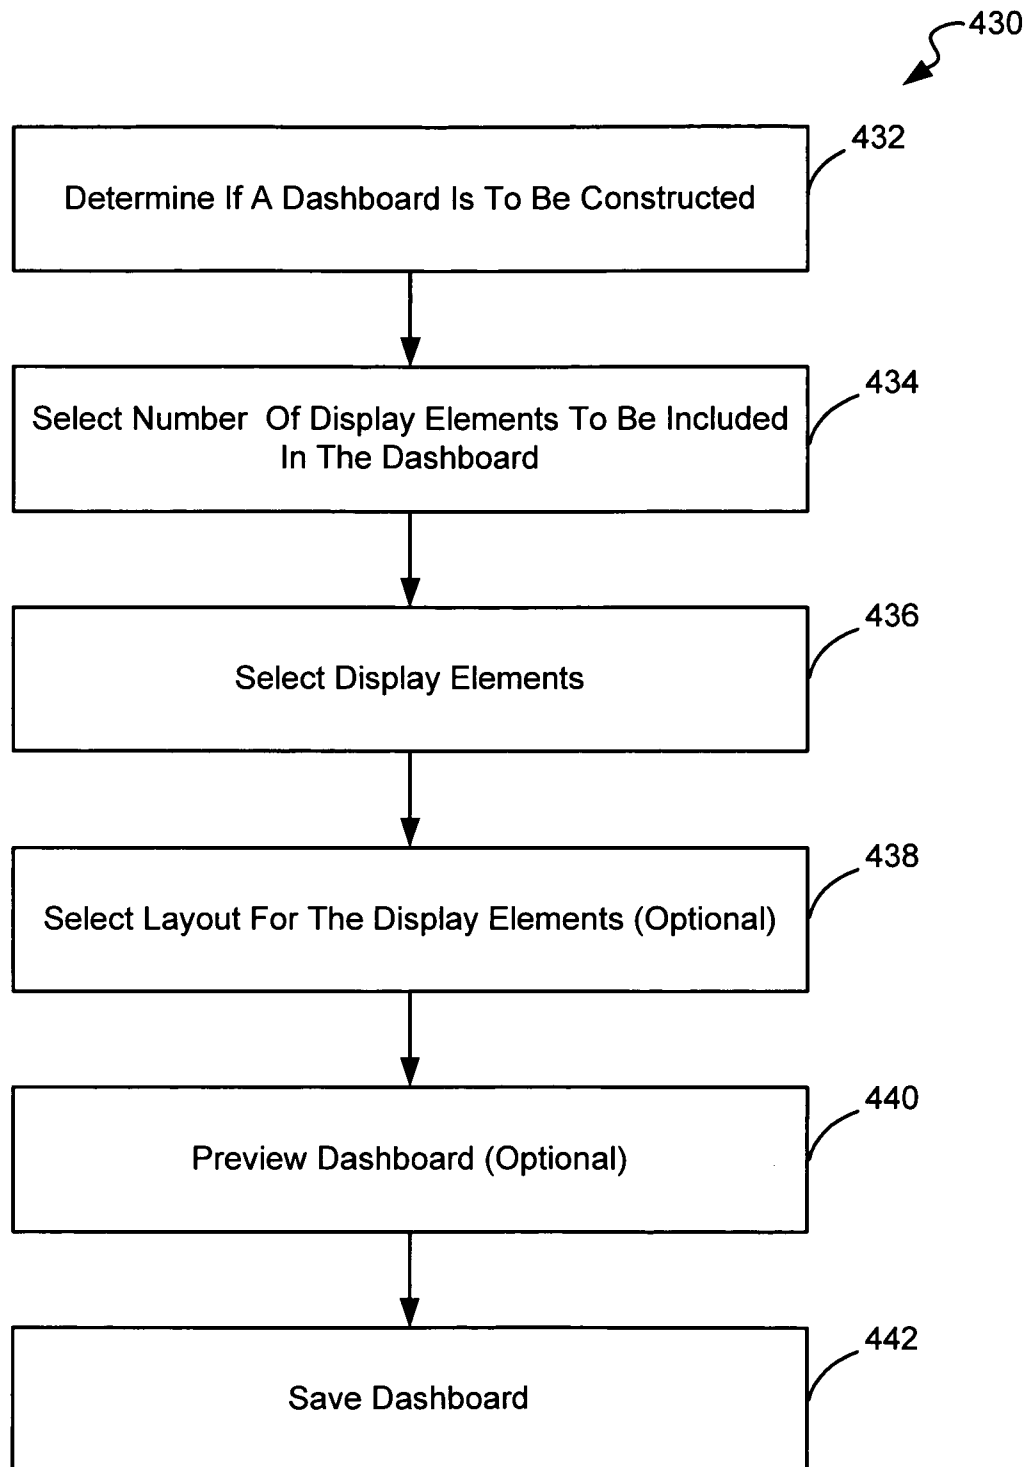 430
432
Determine If A Dashboard Is To Be Constructed
434
Select Number Of Display Elements To Be Included
In The Dashboard
436
Select Display Elements
438
Select Layout For The Display Elements (Optional)
440
Preview Dashboard (Optional)
442
Save Dashboard